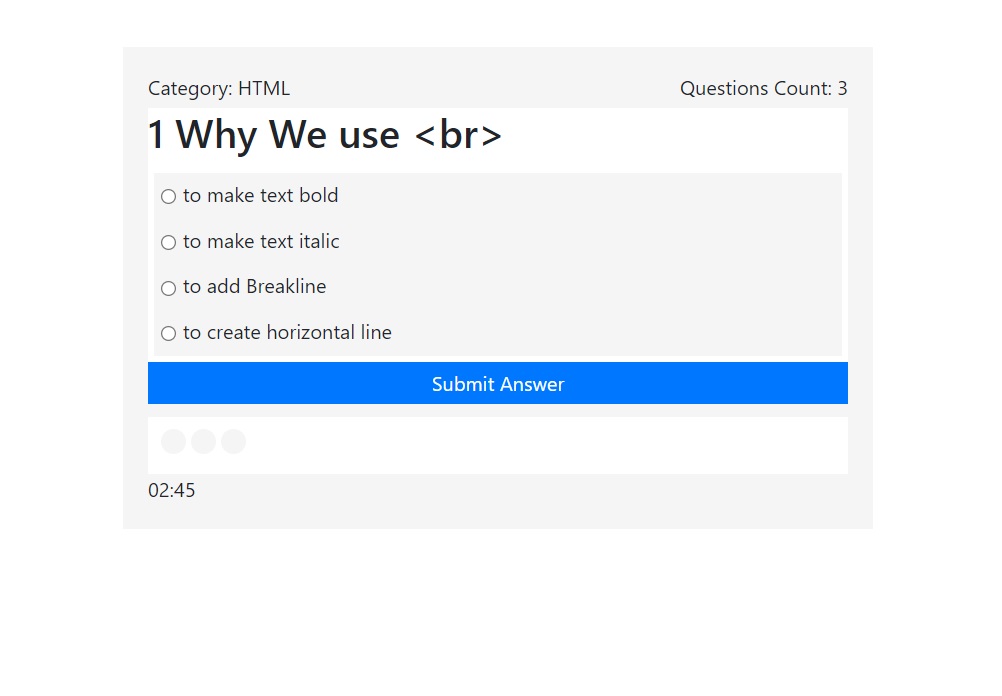 Category: HTML
Questions Count: 3
1 Why We use <br>
to make text bold
to make text italic
to add Breakline
to create horizontal line
Submit Answer
02:45